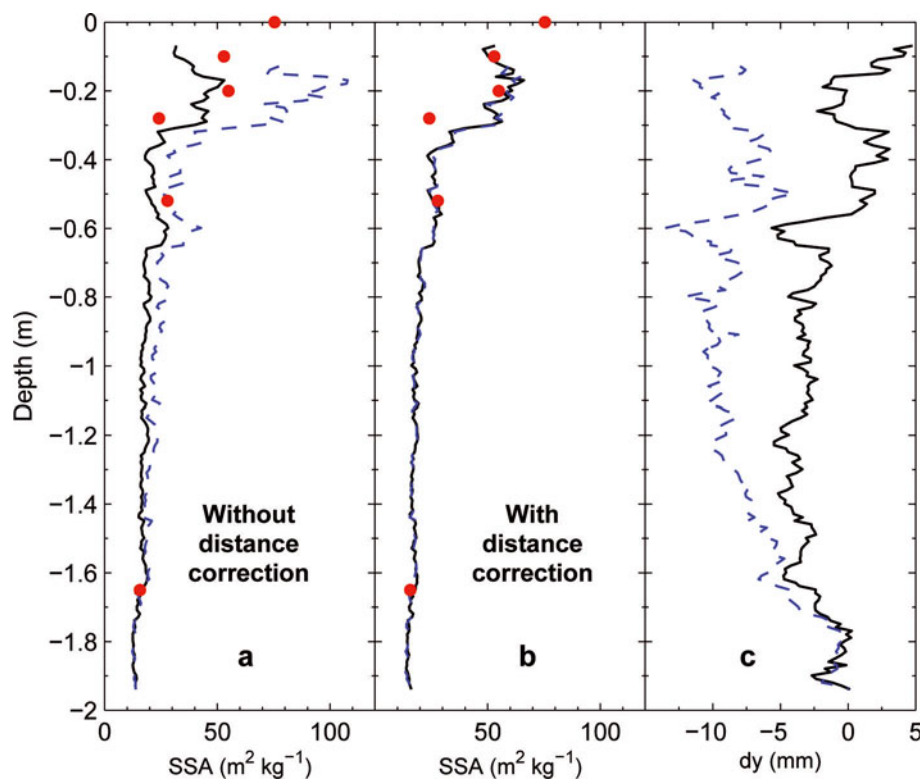 0
−0.2
−0.4
−0.6
−0.8
−1
−1.2
−1.4
−1.6
−1.8
−2
Depth (m)
Without
distance
correction
a
With
distance
correction
b
c
0 50 100
0 50 100
−10 −5 0 5
SSA (m² kg⁻¹)
SSA (m² kg⁻¹)
dy (mm)